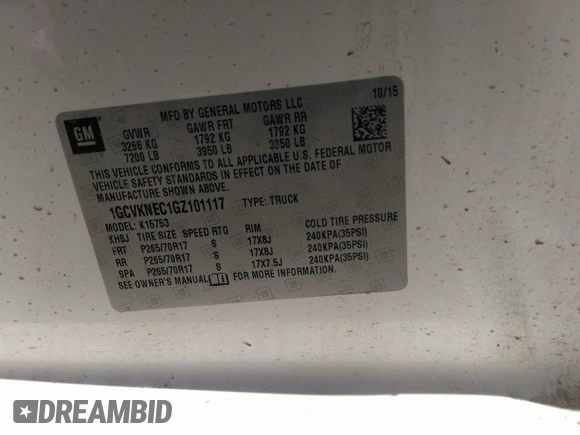 MFD BY GENERAL MOTORS LLC 10/15
GM
GVWR GAWR FRT GAWR RR
3266 KG 1792 KG 1792 KG
7200 LB 3950 LB 3950 LB
THIS VEHICLE CONFORMS TO ALL APPLICABLE U.S. FEDERAL MOTOR
VEHICLE SAFETY STANDARDS IN EFFECT ON THE DATE OF
MANUFACTURE SHOWN ABOVE.
1GCVKNEC1GZ101117 TYPE: TRUCK
MODEL: K15753
KH8J TIRE SIZE SPEED RTG RIM COLD TIRE PRESSURE
FRT P265/70R17 S 17X8J 240KPA(35PSI)
RR P265/70R17 S 17X8J 240KPA(35PSI)
SPA P265/70R17 S 17X7.5J 240KPA(35PSI)
SEE OWNER'S MANUAL FOR MORE INFORMATION.
DREAMBID